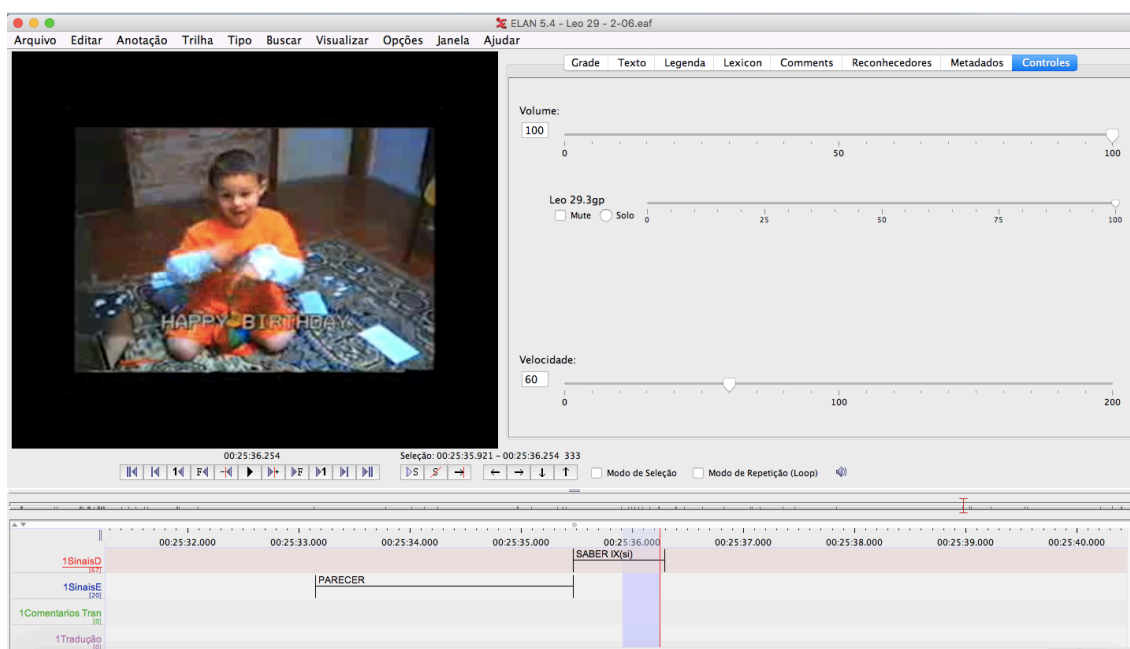 ELAN 5.4 - Leo 29 - 2-06.eaf
Arquivo Editar Anotação Trilha Tipo Buscar Visualizar Opções Janela Ajudar
Grade Texto Legenda Lexicon Comments Reconhecedores Metadados Controles
Volume:
100
0 50 100
Leo 29.3gp
Mute Solo 0 25 50 75 100
HAPPY BIRTHDAY
Velocidade:
60
0 100 200
00:25:36.254 Seleção: 00:25:35.921 - 00:25:36.254 333
1 F F 1 S S Modo de Seleção Modo de Repetição (Loop)
00:25:32.000 00:25:33.000 00:25:34.000 00:25:35.000 00:25:36.000 00:25:37.000 00:25:38.000 00:25:39.000 00:25:40.000
1SinaisD SABER IX(si)
[67]
1SinaisE PARECER
[20]
1Comentarios Tran
[0]
1Tradução
[0]